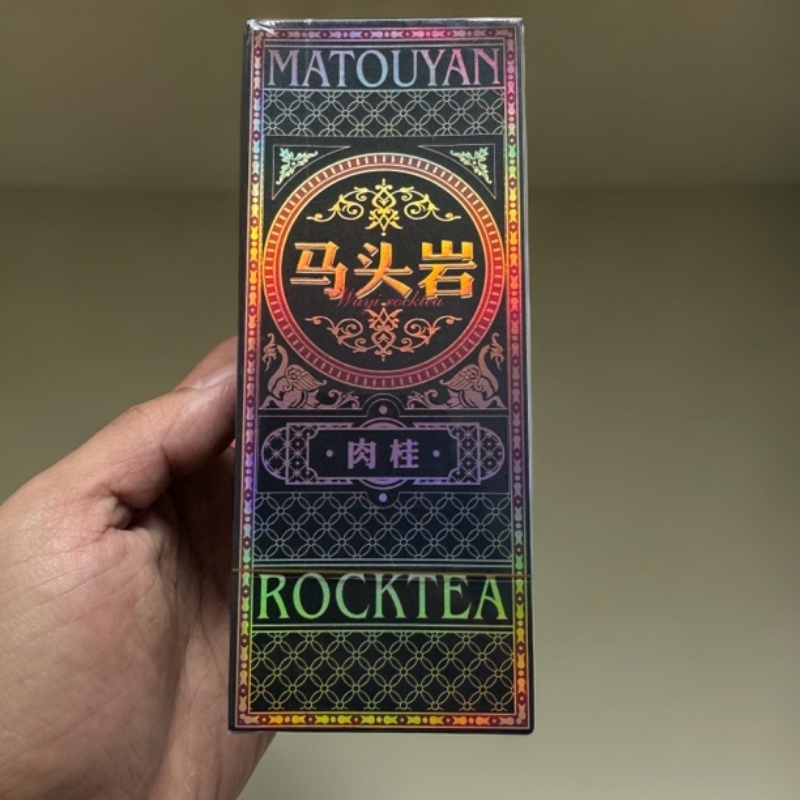 MATOUYAN
马头岩
Wuyi rocktea
·肉桂·
ROCKTEA